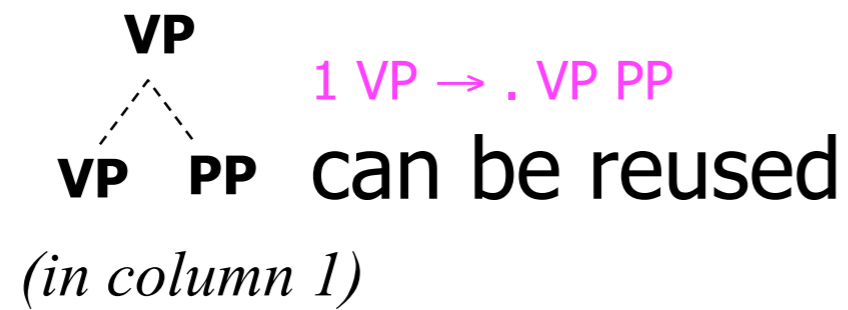 VP
1 VP → . VP PP
VP PP can be reused
(in column 1)